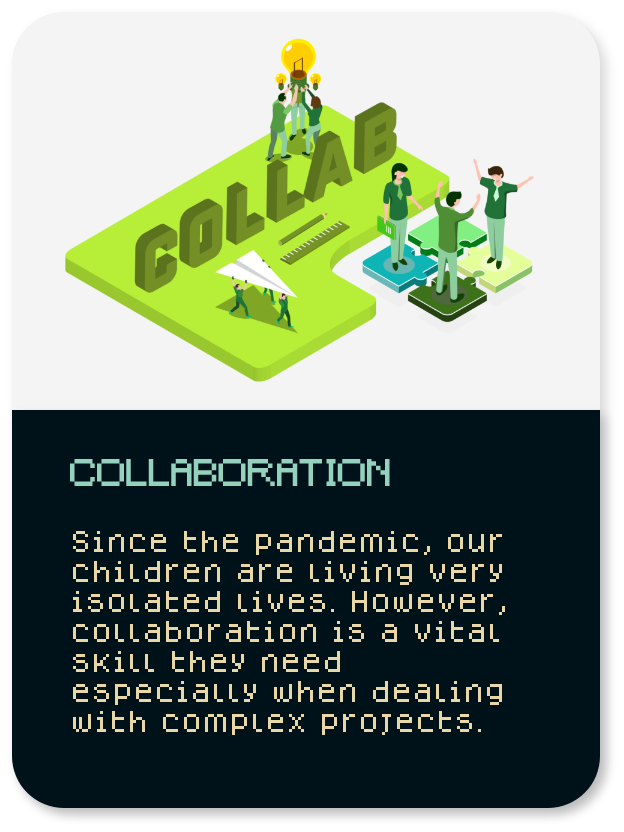 COLLAB
COLLABORATION
Since the pandemic, our
children are living very
isolated lives. However,
collaboration is a vital
skill they need
especially when dealing
with complex projects.